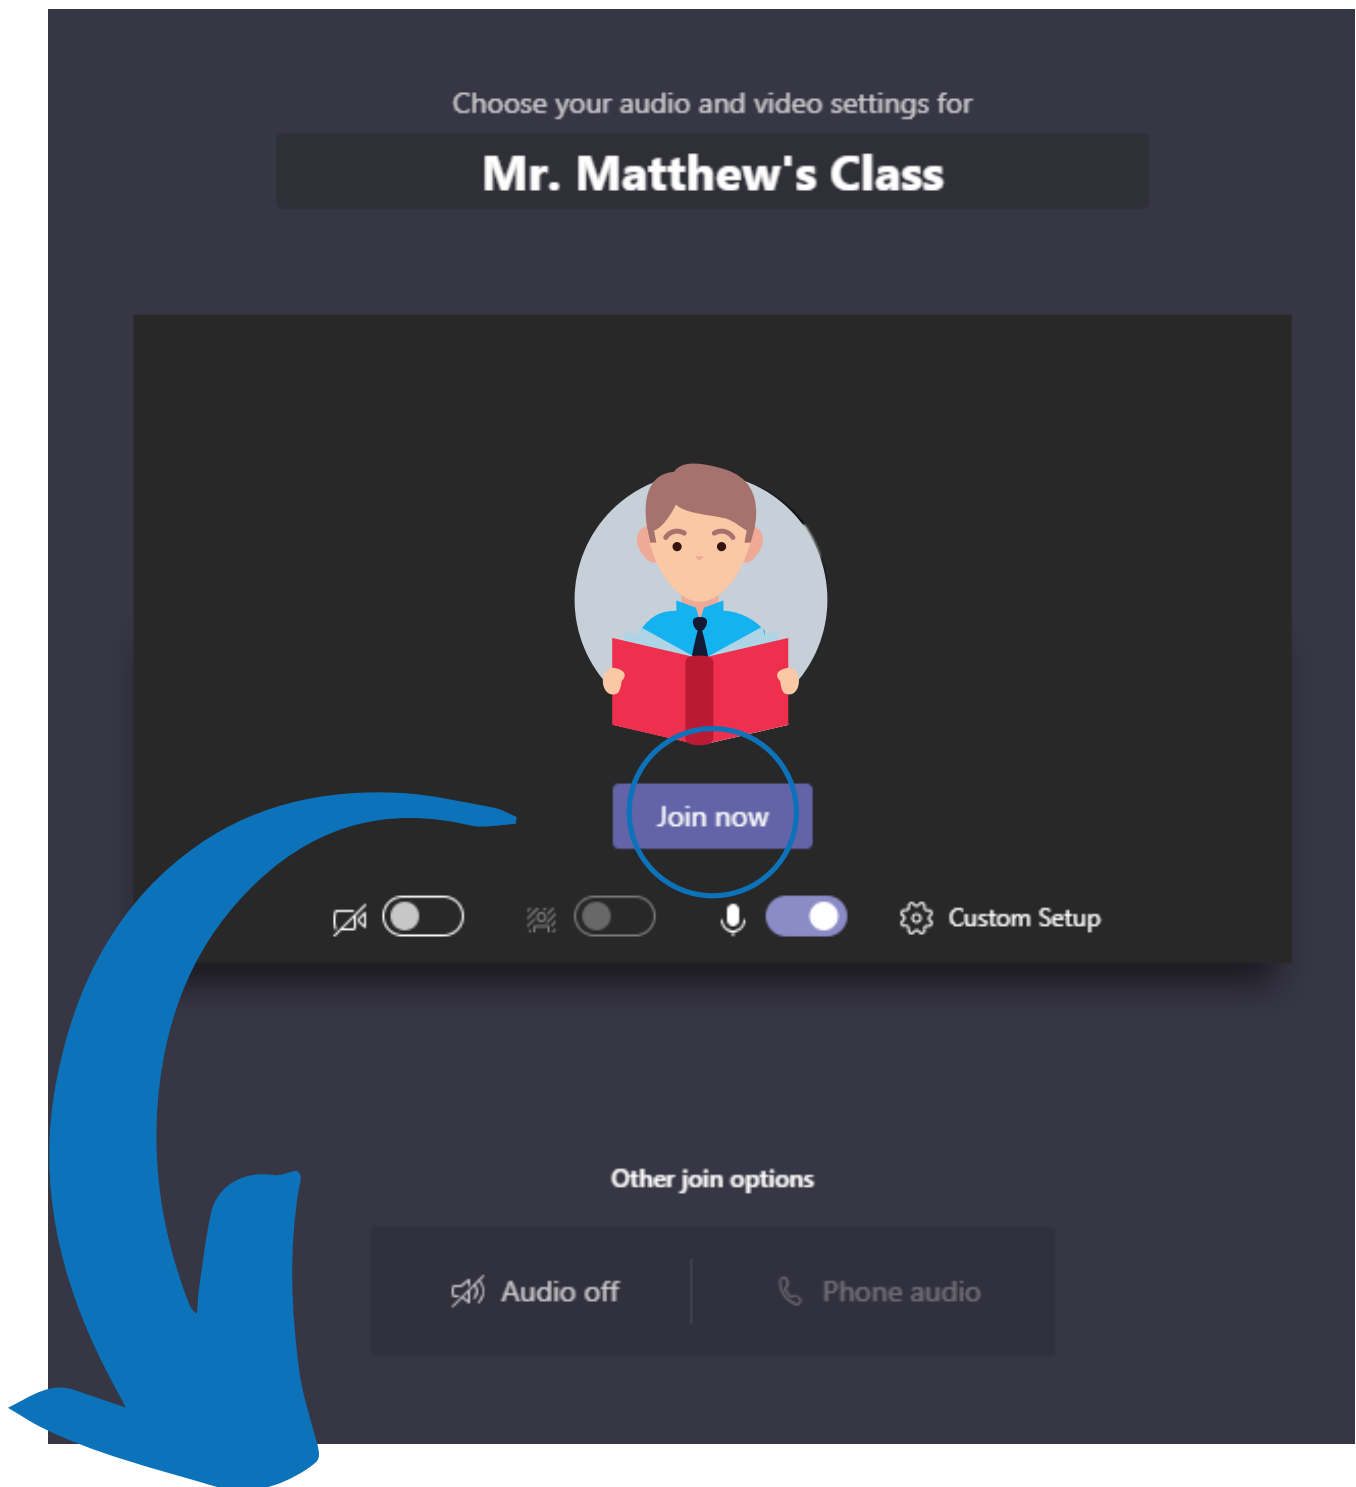 Choose your audio and video settings for
Mr. Matthew's Class
Join now
Custom Setup
Other join options
Audio off
Phone audio